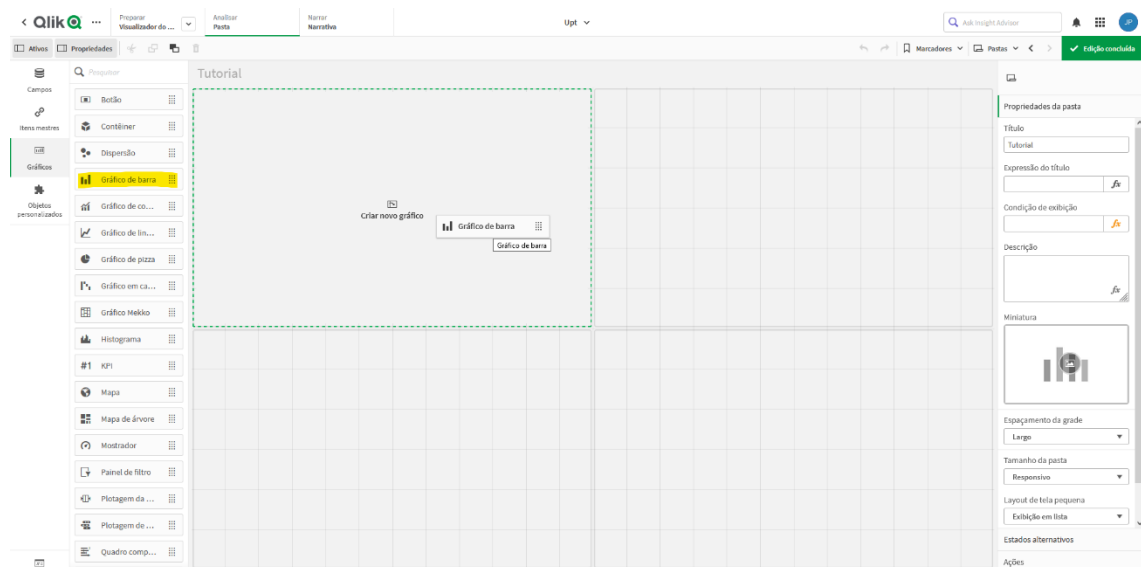 Qlik
Preparar
Visualizador do ...
Analisar
Pasta
Narrar
Narrativa
Upt
Ask Insight Advisor
JP
Ativos
Propriedades
Marcadores
Pastas
Edição concluída
Campos
Itens mestres
Gráficos
Objetos
personalizados
Pesquisar
Botão
Contêiner
Dispersão
Gráfico de barra
Gráfico de co...
Gráfico de lin...
Gráfico de pizza
Gráfico em ca...
Gráfico Mekko
Histograma
#1 KPI
Mapa
Mapa de árvore
Mostrador
Painel de filtro
Plotagem da ...
Plotagem de ...
Quadro comp...
Tutorial
Criar novo gráfico
Gráfico de barra
Gráfico de barra
Propriedades da pasta
Título
Tutorial
Expressão do título
fx
Condição de exibição
fx
Descrição
fx
Miniatura
Espaçamento da grade
Largo
Tamanho da pasta
Responsivo
Layout de tela pequena
Exibição em lista
Estados alternativos
Ações